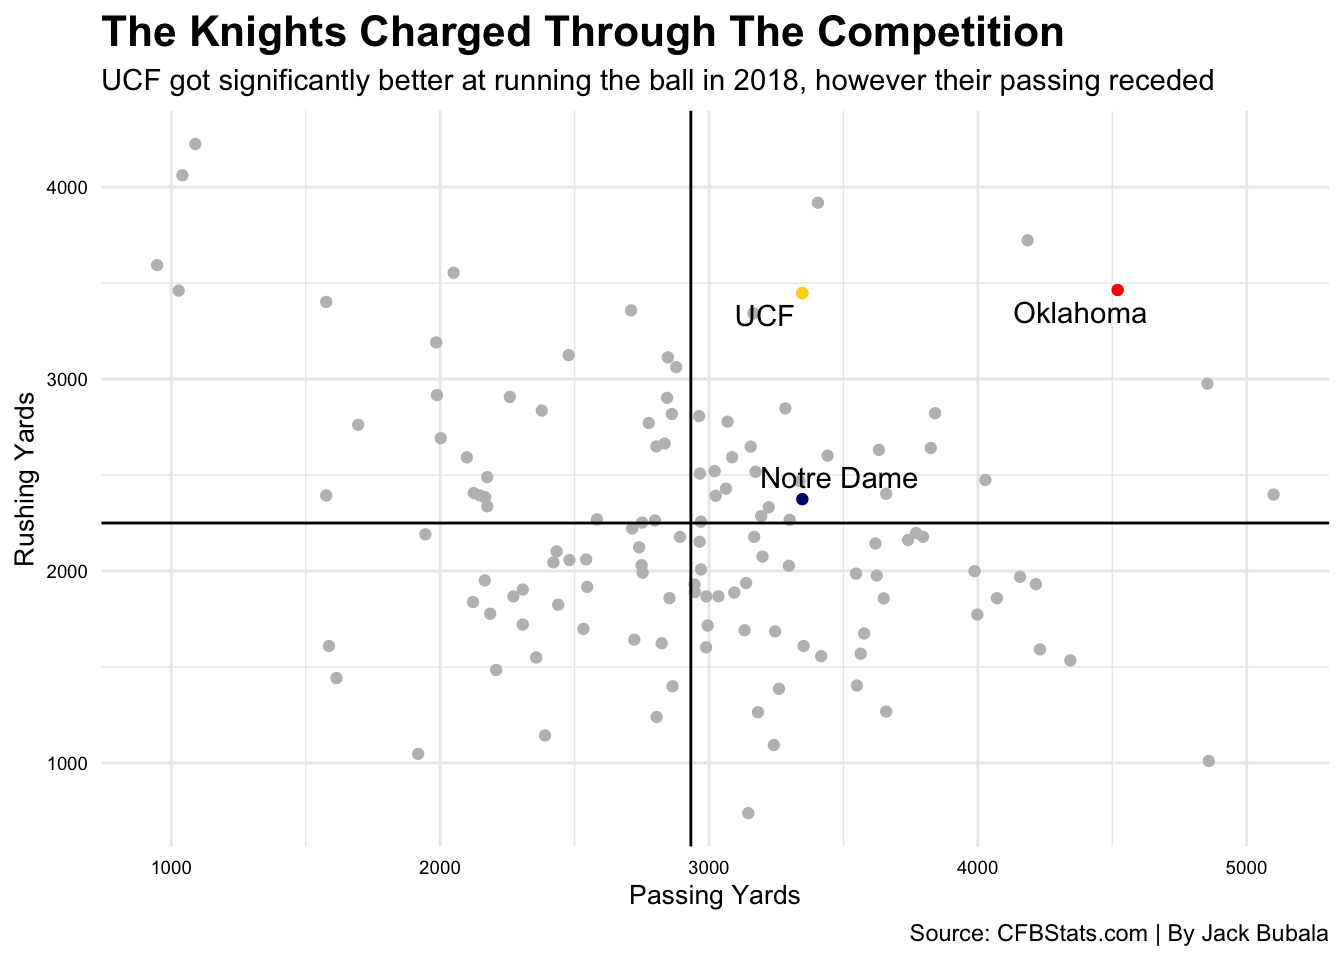 The Knights Charged Through The Competition
UCF got significantly better at running the ball in 2018, however their passing receded
4000
3000
2000
1000
Rushing Yards
UCF
Oklahoma
Notre Dame
1000 2000 3000 4000 5000
Passing Yards
Source: CFBStats.com | By Jack Bubala